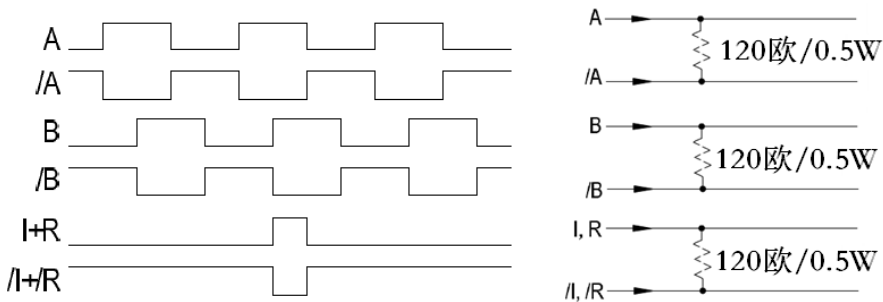 A
/A
B
/B
I+R
/I+/R
A
120欧/0.5W
/A
B
120欧/0.5W
/B
I, R
120欧/0.5W
/I, /R